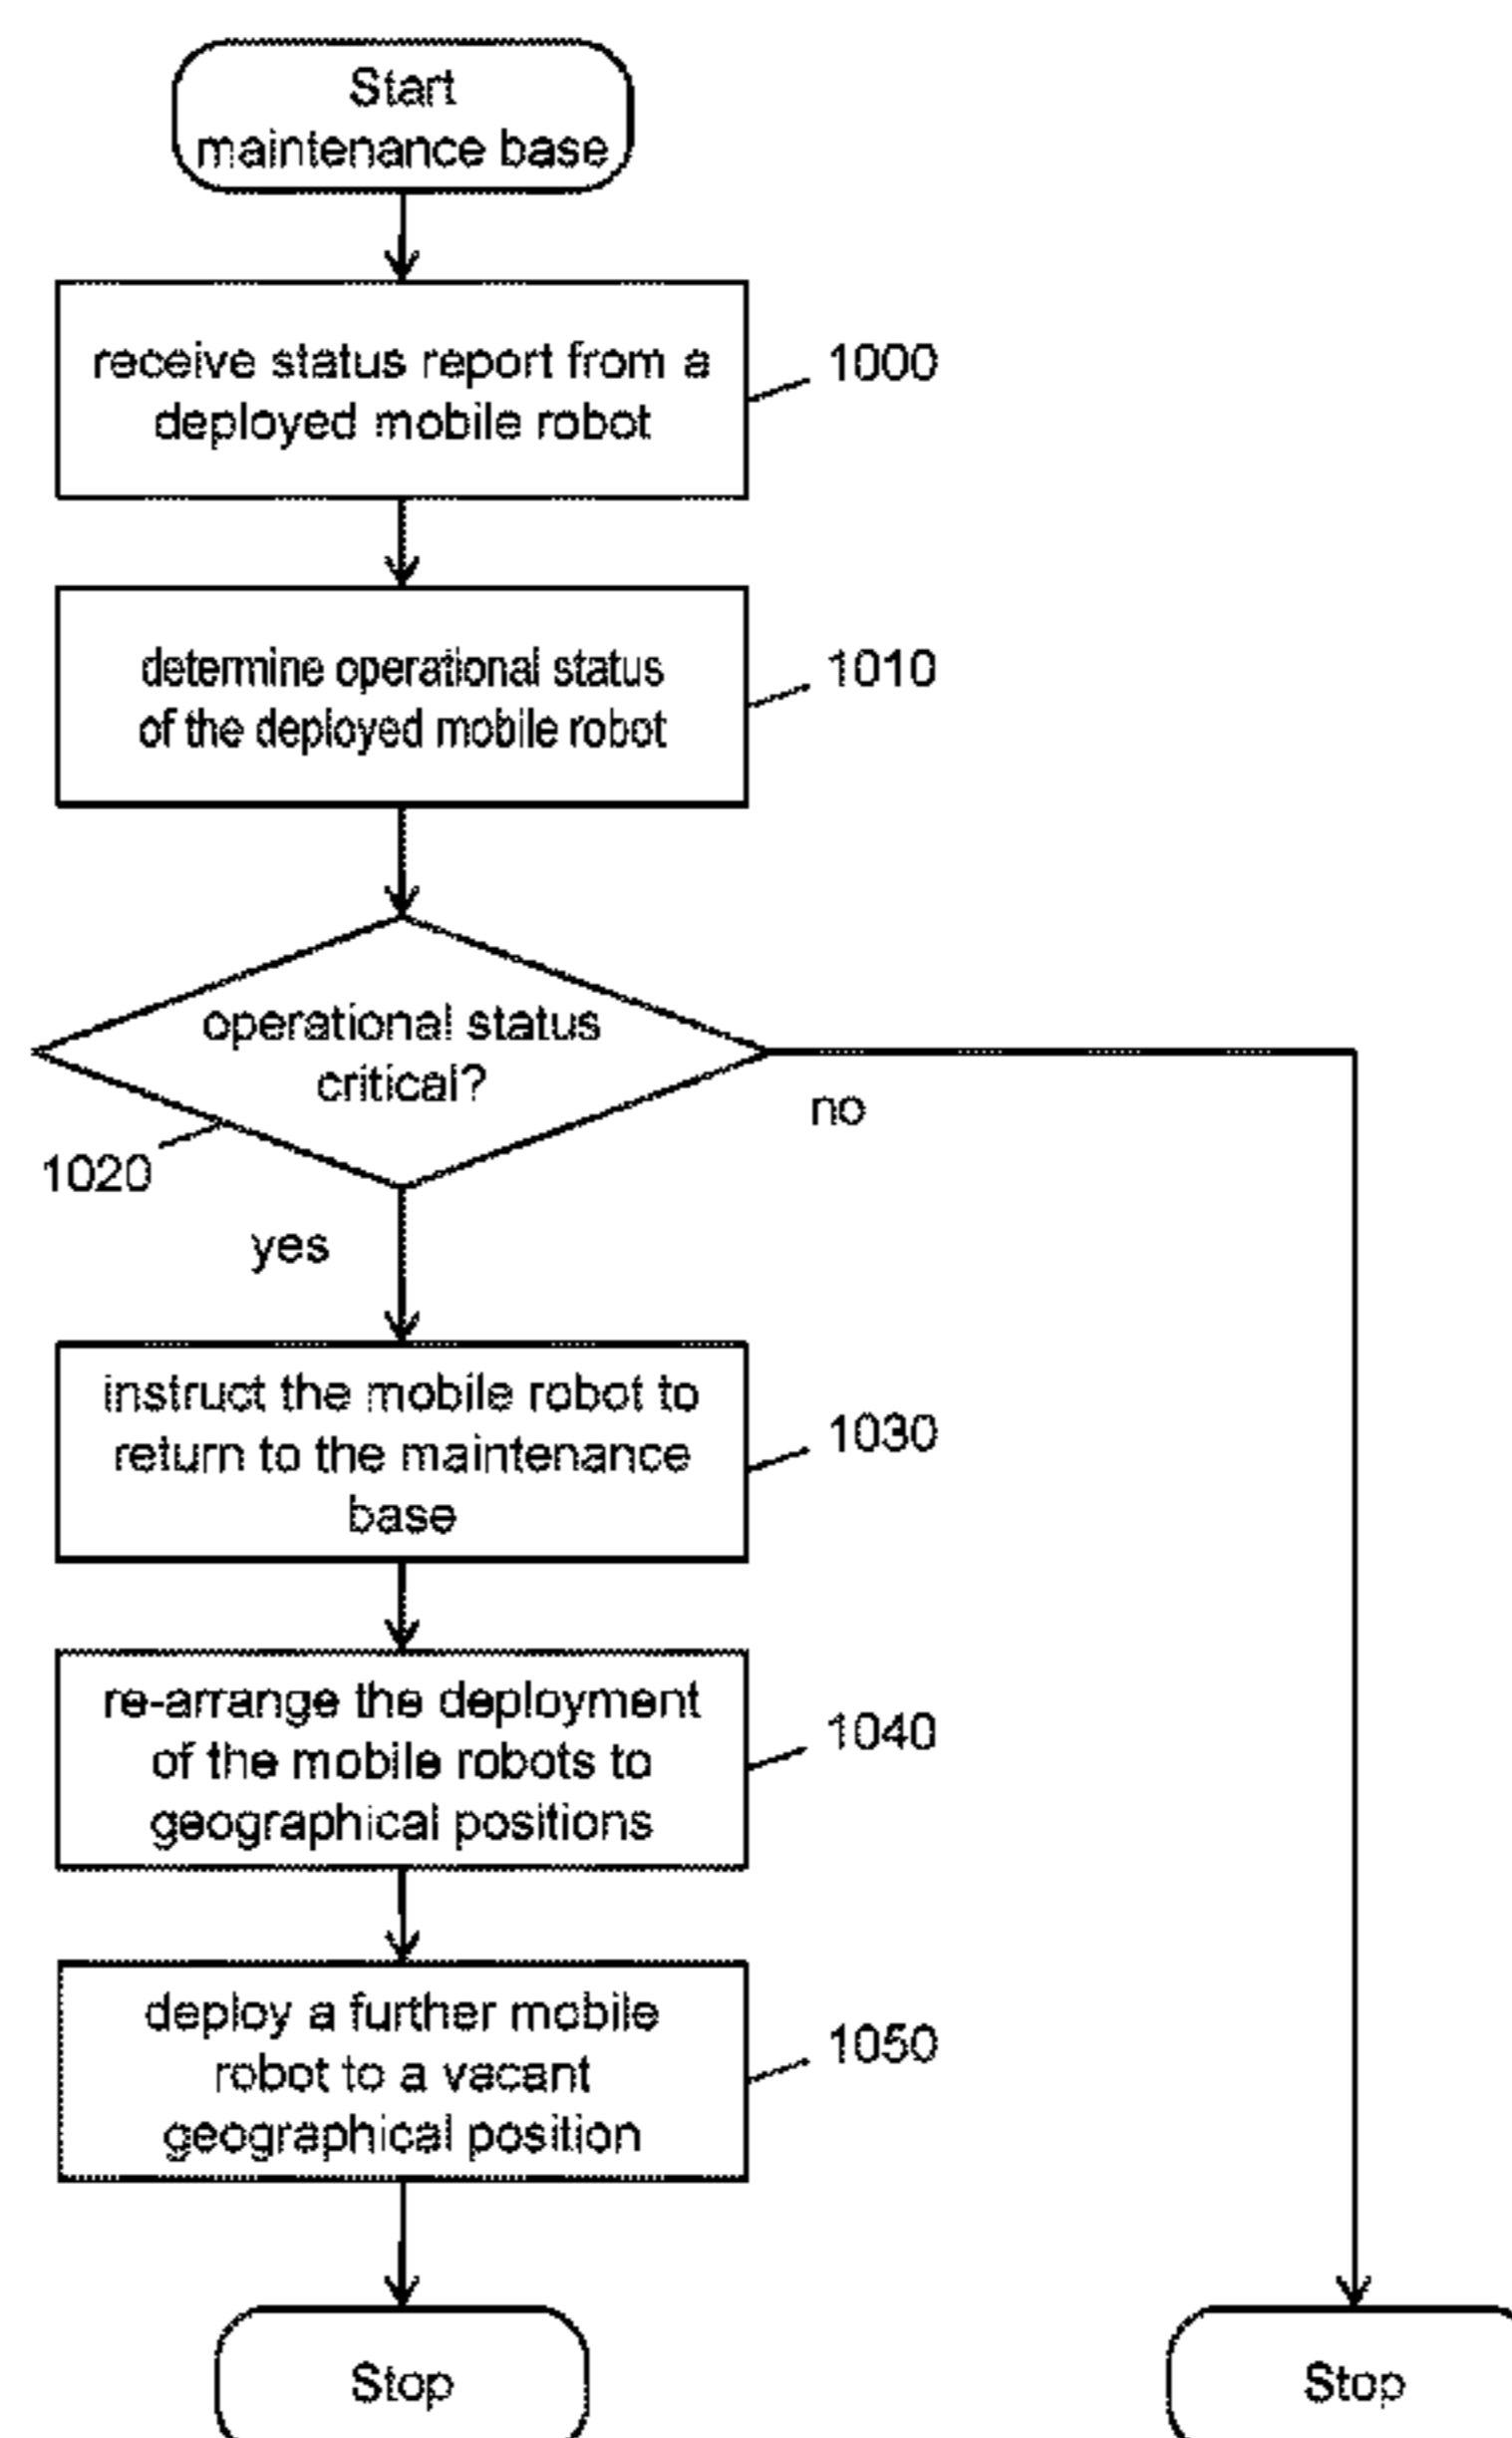 Start
maintenance base
receive status report from a
deployed mobile robot
1000
determine operational status
of the deployed mobile robot
1010
operational status
critical?
1020
no
yes
instruct the mobile robot to
return to the maintenance
base
1030
re-arrange the deployment
of the mobile robots to
geographical positions
1040
deploy a further mobile
robot to a vacant
geographical position
1050
Stop
Stop